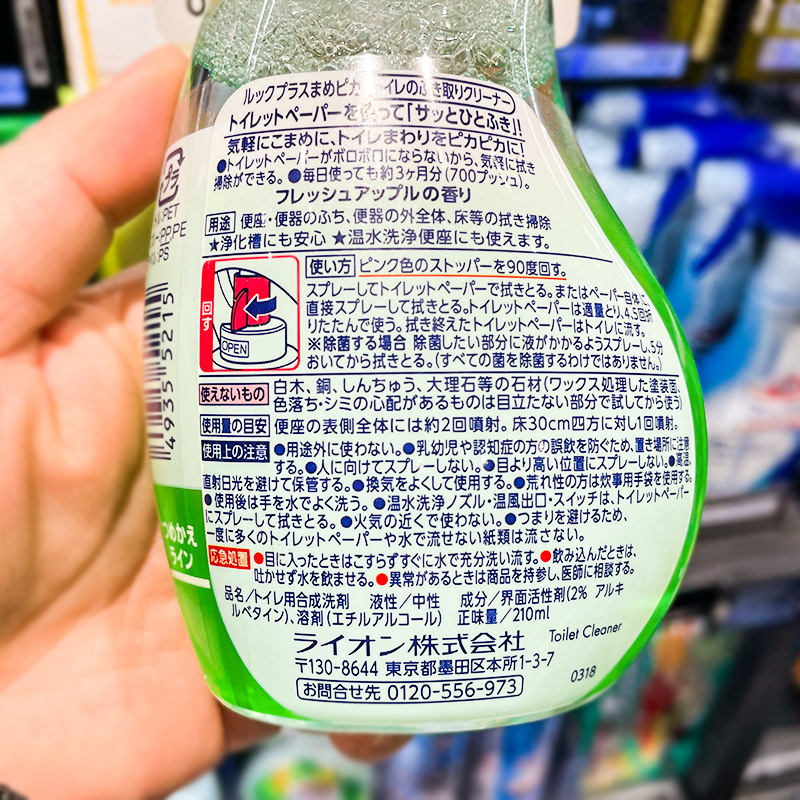 ルックプラスまめピカ トイレのふき取りクリーナー
トイレットペーパーを使って「サッとひとふき」!
気軽にこまめに、トイレまわりをピカピカに!
●トイレットペーパーがボロボロにならないから、気軽に拭き
掃除ができる。●毎日使っても約3ヶ月分(700プッシュ)。
フレッシュアップルの香り
用途 便座・便器のふち、便器の外全体、床等の拭き掃除
★浄化槽にも安心 ★温水洗浄便座にも使えます。
使い方 ピンク色のストッパーを90度回す。
スプレーしてトイレットペーパーで拭きとる。またはペーパー自体に、
直接スプレーして拭きとる。トイレットペーパーは適量とり、4.5回折
りたたんで使う。拭き終えたトイレットペーパーはトイレに流す。
※除菌する場合 除菌したい部分に液がかかるようスプレーし、5分
おいてから拭きとる。(すべての菌を除菌するわけではありません。)
回す
OPEN
使えないもの 白木、銅、しんちゅう、大理石等の石材(ワックス処理した塗装面、
色落ち・シミの心配があるものは目立たない部分で試してから使う)
使用量の目安 便座の表側全体には約2回噴射。床30cm四方に対し1回噴射。
使用上の注意 ●用途外に使わない。●乳幼児や認知症の方の誤飲を防ぐため、置き場所に注意
する。●人に向けてスプレーしない。●目より高い位置にスプレーしない。●高温、
直射日光を避けて保管する。●換気をよくして使用する。●荒れ性の方は炊事用手袋を使用する。
●使用後は手を水でよく洗う。●温水洗浄ノズル・温風出口・スイッチは、トイレットペーパー
にスプレーして拭きとる。●火気の近くで使わない。●つまりを避けるため、
一度に多くのトイレットペーパーや水で流せない紙類は流さない。
応急処置 ●目に入ったときはこすらずすぐに水で充分洗い流す。●飲み込んだときは、
吐かせず水を飲ませる。●異常があるときは商品を持参し、医師に相談する。
品名/トイレ用合成洗剤 液性/中性 成分/界面活性剤(2% アルキ
ルベタイン)、溶剤(エチルアルコール) 正味量/210ml
ライオン株式会社 Toilet Cleaner
〒130-8644 東京都墨田区本所1-3-7
お問合せ先 0120-556-973
0318
プラ
PET
PP,PE
PS
4935 5215
つめかえ
ライン